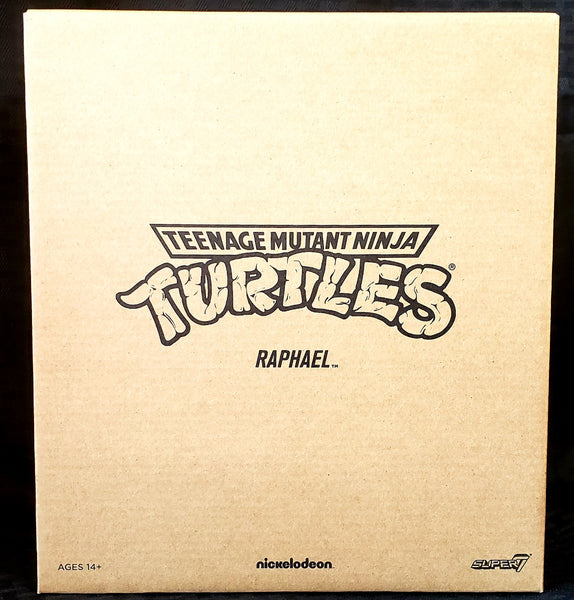 TEENAGE MUTANT NINJA
TURTLES®
RAPHAEL™
AGES 14+ nickelodeon SUPER7